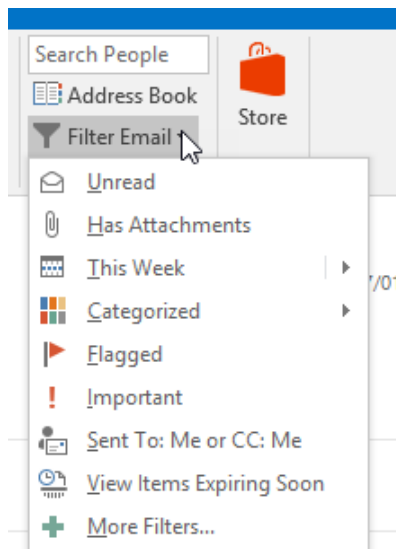 Search People
Address Book
Filter Email
Store
Unread
Has Attachments
This Week
Categorized
Flagged
Important
Sent To: Me or CC: Me
View Items Expiring Soon
More Filters...